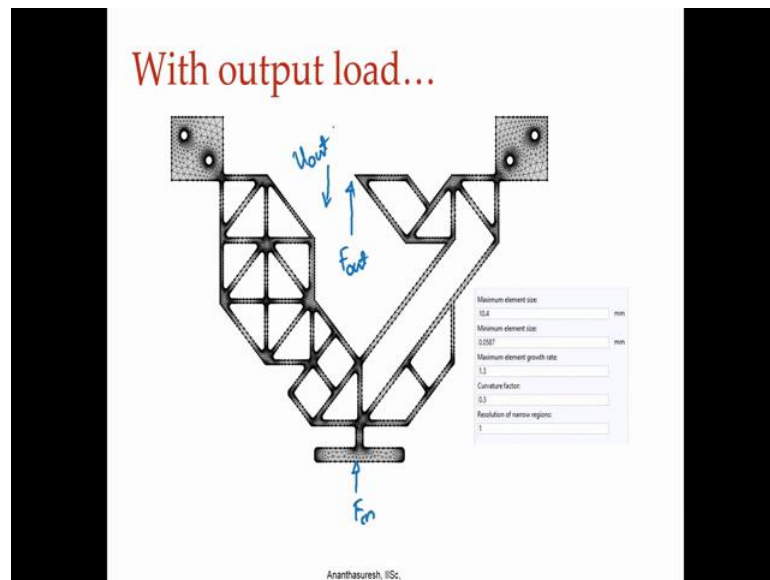 With output load...
Uout
Fout
Maximum element size:
10.4 mm
Minimum element size:
0.0587 mm
Maximum element growth rate:
1.3
Curvature factor:
0.3
Resolution of narrow regions:
1
Fin
Ananthasuresh, IISc,